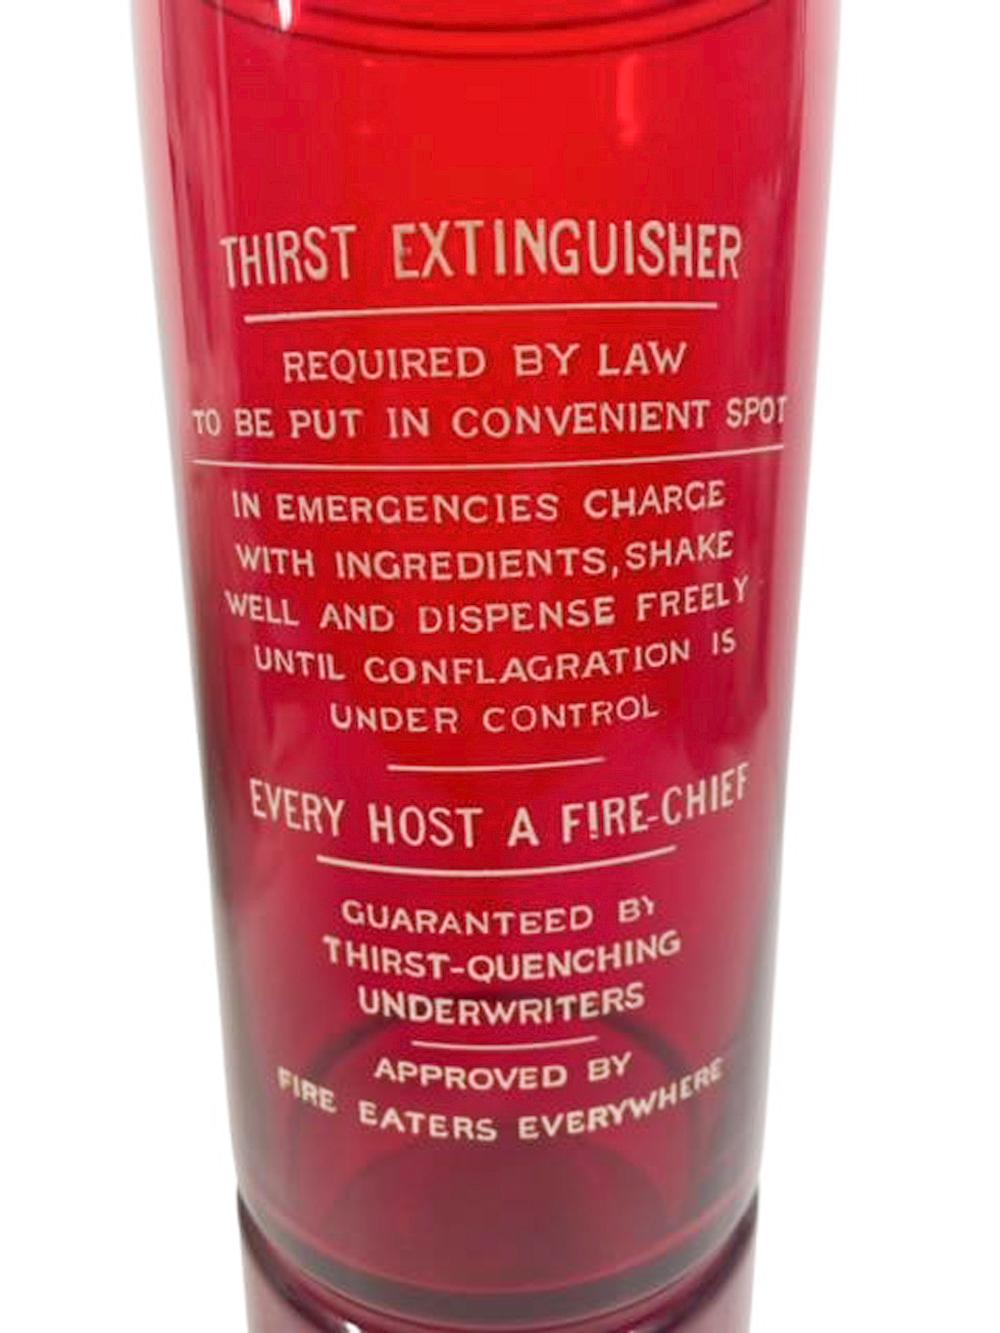 THIRST EXTINGUISHER
REQUIRED BY LAW
TO BE PUT IN CONVENIENT SPOT
IN EMERGENCIES CHARGE
WITH INGREDIENTS, SHAKE
WELL AND DISPENSE FREELY
UNTIL CONFLAGRATION IS
UNDER CONTROL
EVERY HOST A FIRE-CHIEF
GUARANTEED BY
THIRST-QUENCHING
UNDERWRITERS
APPROVED BY
FIRE EATERS EVERYWHERE